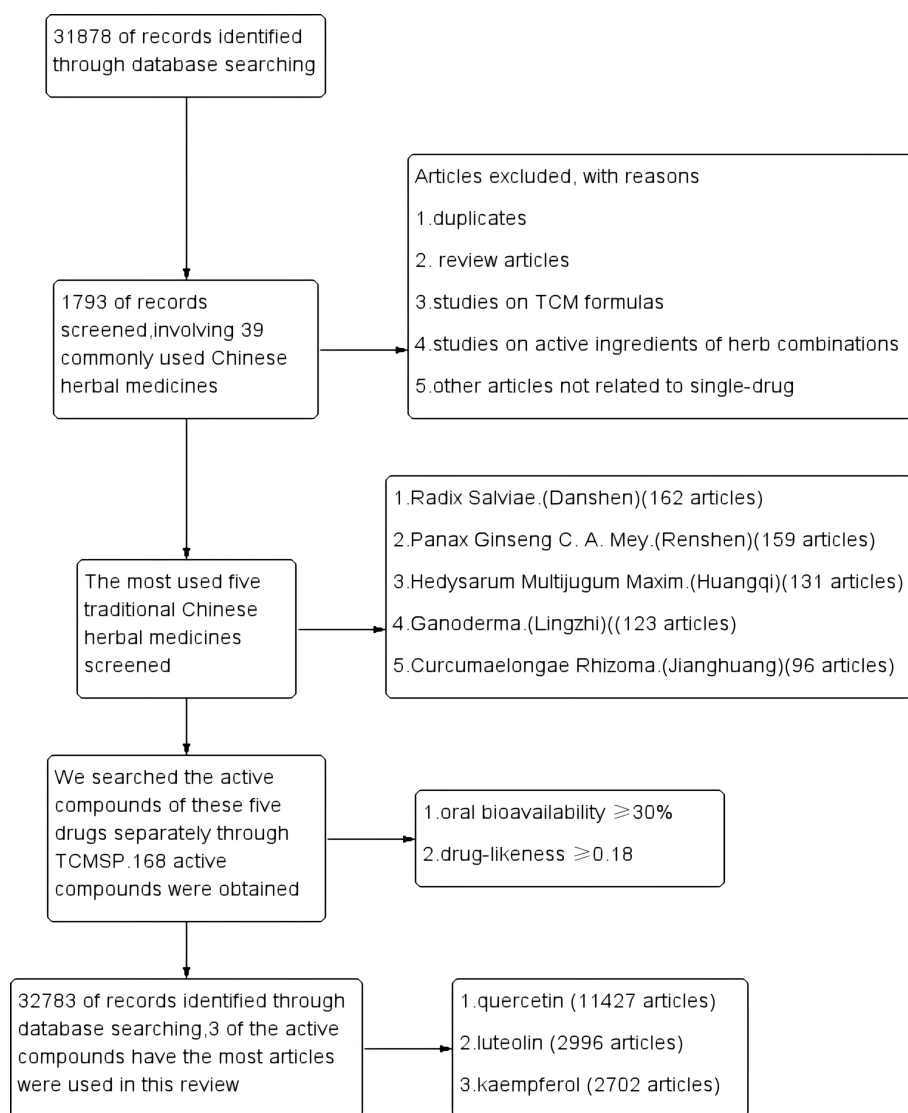 31878 of records identified
through database searching
Articles excluded, with reasons
1.duplicates
2. review articles
3.studies on TCM formulas
4.studies on active ingredients of herb combinations
5.other articles not related to single-drug
1793 of records
screened,involving 39
commonly used Chinese
herbal medicines
1.Radix Salviae.(Danshen)(162 articles)
2.Panax Ginseng C. A. Mey.(Renshen)(159 articles)
3.Hedysarum Multijugum Maxim.(Huangqi)(131 articles)
4.Ganoderma.(Lingzhi)((123 articles)
5.Curcumaelongae Rhizoma.(Jianghuang)(96 articles)
The most used five
traditional Chinese
herbal medicines
screened
We searched the active
compounds of these five
drugs separately through
TCMSP.168 active
compounds were obtained
1.oral bioavailability ≥30%
2.drug-likeness ≥0.18
32783 of records identified through
database searching,3 of the active
compounds have the most articles
were used in this review
1.quercetin (11427 articles)
2.luteolin (2996 articles)
3.kaempferol (2702 articles)